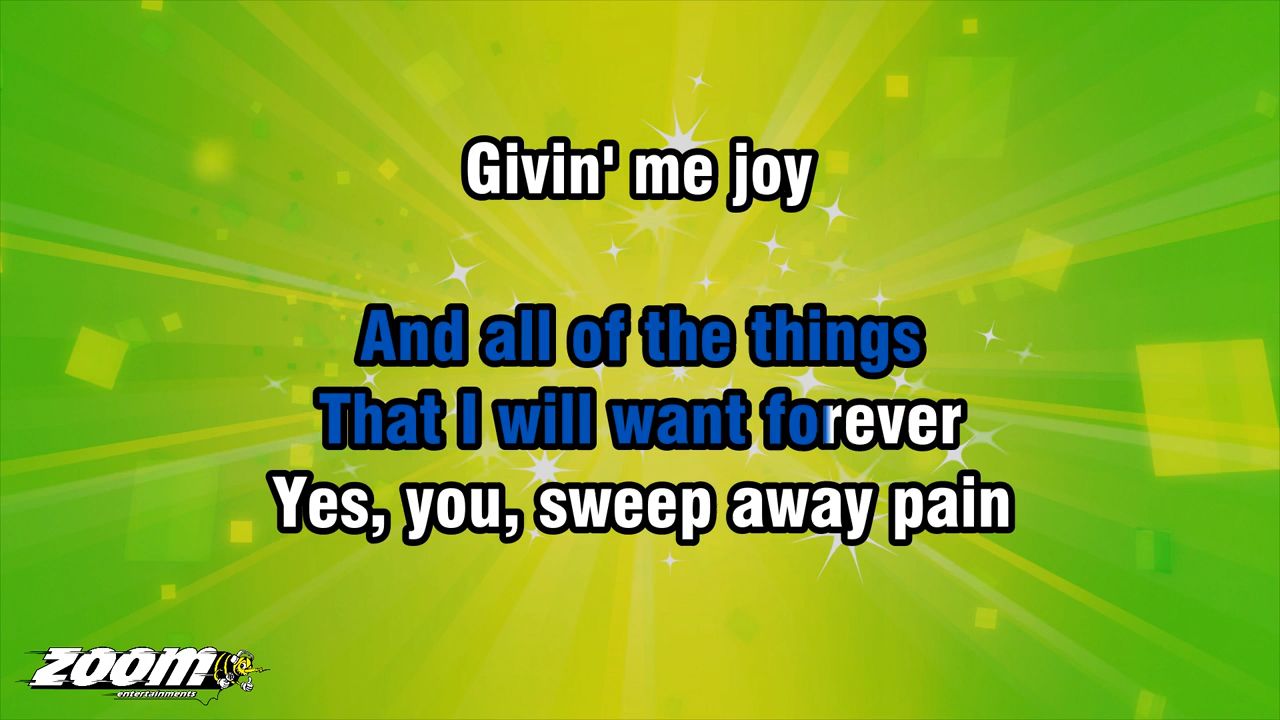 Givin' me joy
And all of the things
That I will want forever
Yes, you, sweep away pain
zoom
entertainments